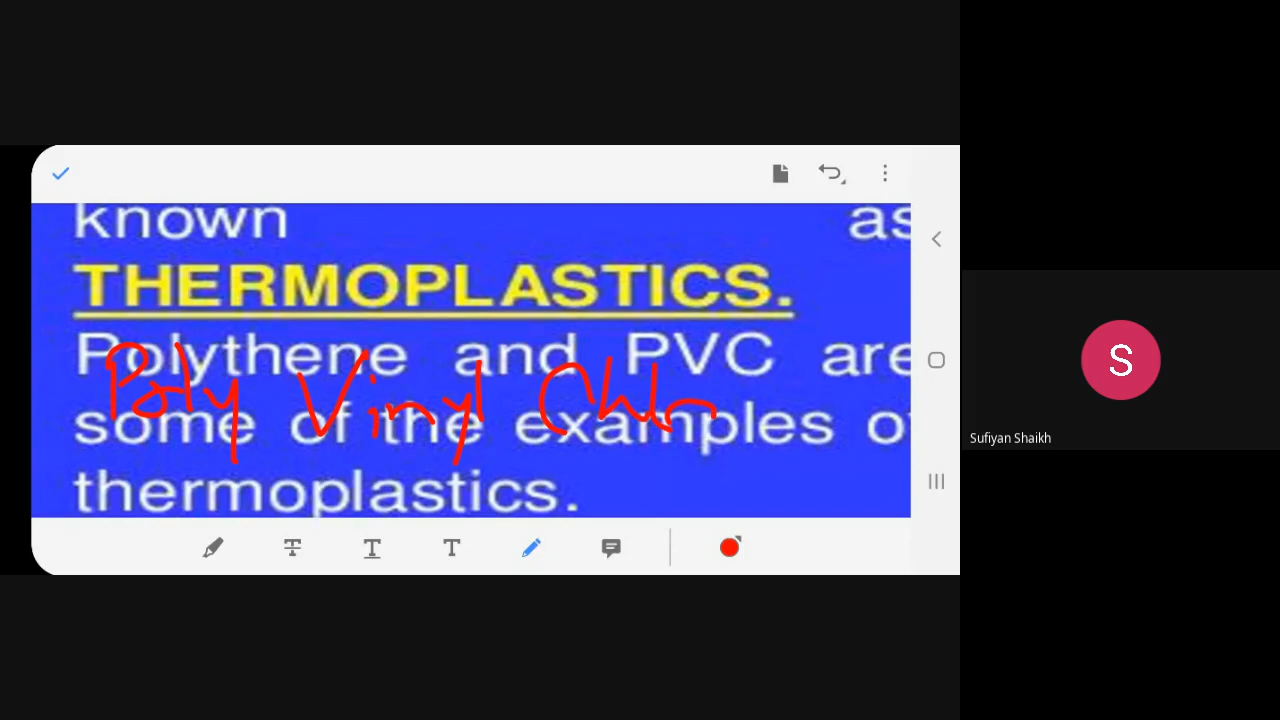 known as
THERMOPLASTICS.
Polythene and PVC are
Poly Vinyl Chlo
some of the examples of
thermoplastics.
S
Sufiyan Shaikh